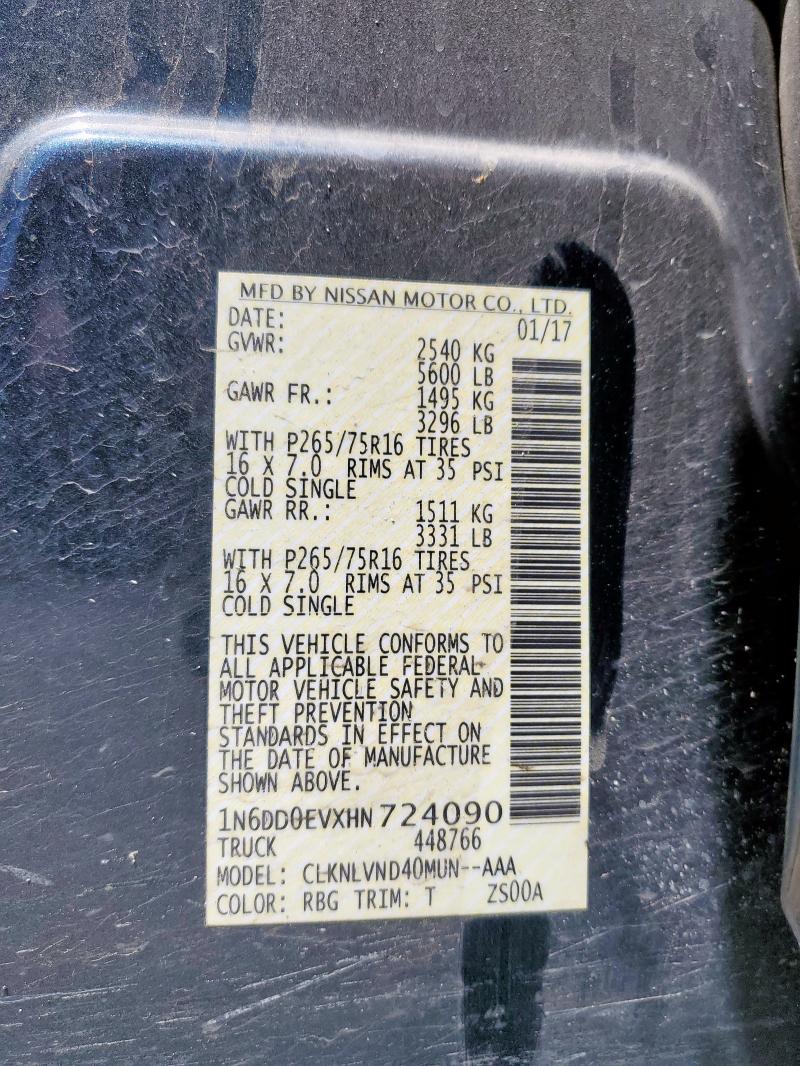 MFD BY NISSAN MOTOR CO., LTD.
DATE: 01/17
GVWR: 2540 KG
5600 LB
GAWR FR.: 1495 KG
3296 LB
WITH P265/75R16 TIRES
16 X 7.0 RIMS AT 35 PSI
COLD SINGLE
GAWR RR.: 1511 KG
3331 LB
WITH P265/75R16 TIRES
16 X 7.0 RIMS AT 35 PSI
COLD SINGLE
THIS VEHICLE CONFORMS TO
ALL APPLICABLE FEDERAL
MOTOR VEHICLE SAFETY AND
THEFT PREVENTION
STANDARDS IN EFFECT ON
THE DATE OF MANUFACTURE
SHOWN ABOVE.
1N6DD0EVXHN724090
TRUCK 448766
MODEL: CLKNLVND40MUN--AAA
COLOR: RBG TRIM: T ZS00A